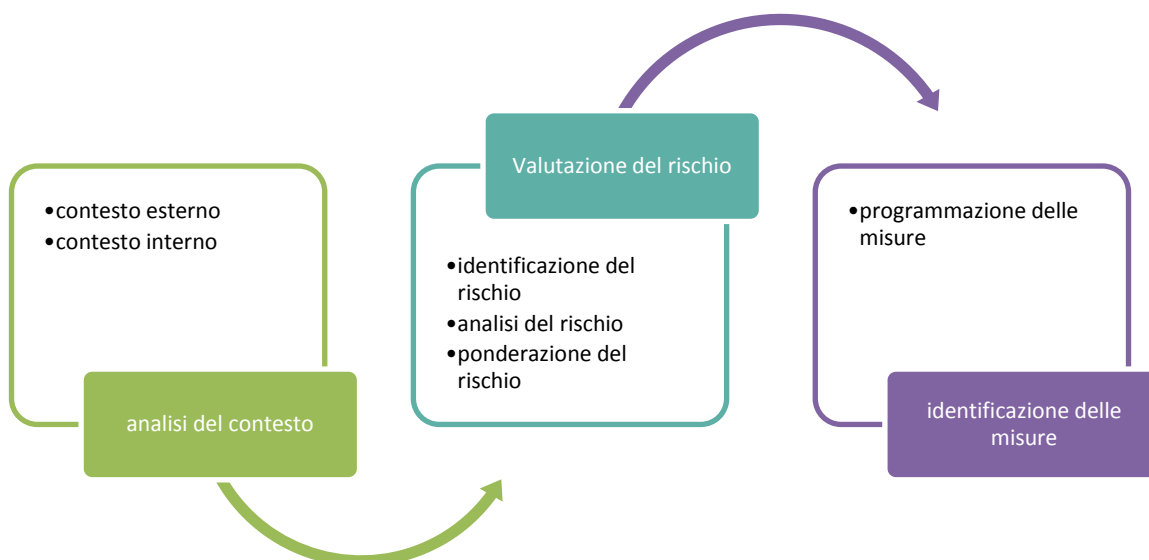 •contesto esterno
•contesto interno
analisi del contesto
Valutazione del rischio
•identificazione del
rischio
•analisi del rischio
•ponderazione del
rischio
•programmazione delle
misure
identificazione delle
misure